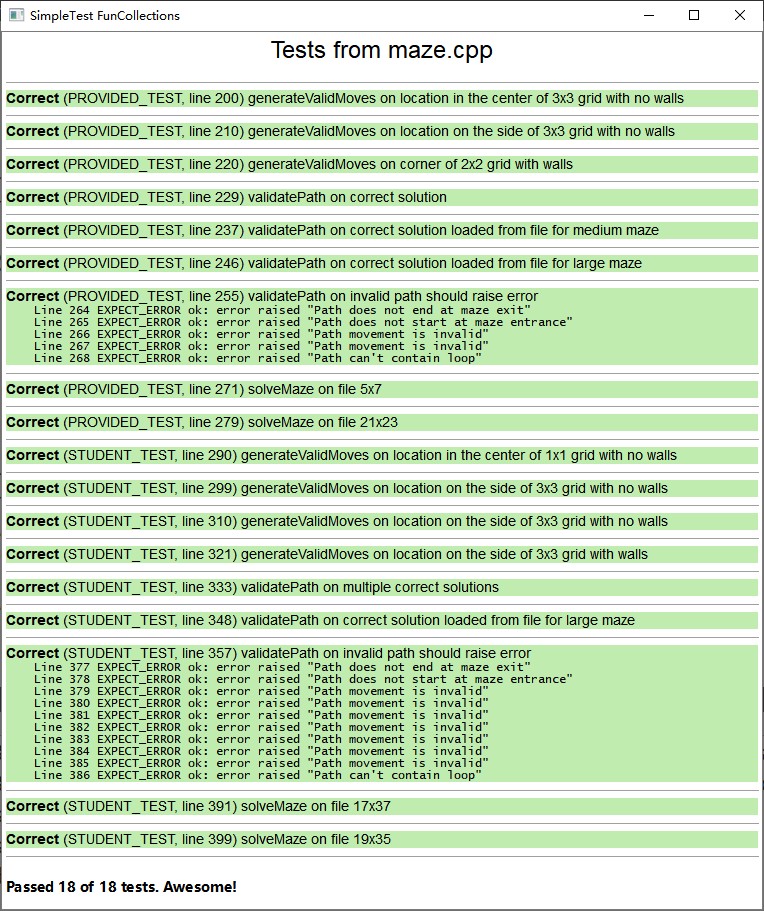 SimpleTest FunCollections
Tests from maze.cpp
Correct (PROVIDED_TEST, line 200) generateValidMoves on location in the center of 3x3 grid with no walls
Correct (PROVIDED_TEST, line 210) generateValidMoves on location on the side of 3x3 grid with no walls
Correct (PROVIDED_TEST, line 220) generateValidMoves on corner of 2x2 grid with walls
Correct (PROVIDED_TEST, line 229) validatePath on correct solution
Correct (PROVIDED_TEST, line 237) validatePath on correct solution loaded from file for medium maze
Correct (PROVIDED_TEST, line 246) validatePath on correct solution loaded from file for large maze
Correct (PROVIDED_TEST, line 255) validatePath on invalid path should raise error
Line 264 EXPECT_ERROR ok: error raised "Path does not end at maze exit"
Line 265 EXPECT_ERROR ok: error raised "Path does not start at maze entrance"
Line 266 EXPECT_ERROR ok: error raised "Path movement is invalid"
Line 267 EXPECT_ERROR ok: error raised "Path movement is invalid"
Line 268 EXPECT_ERROR ok: error raised "Path can't contain loop"
Correct (PROVIDED_TEST, line 271) solveMaze on file 5x7
Correct (PROVIDED_TEST, line 279) solveMaze on file 21x23
Correct (STUDENT_TEST, line 290) generateValidMoves on location in the center of 1x1 grid with no walls
Correct (STUDENT_TEST, line 299) generateValidMoves on location on the side of 3x3 grid with no walls
Correct (STUDENT_TEST, line 310) generateValidMoves on location on the side of 3x3 grid with no walls
Correct (STUDENT_TEST, line 321) generateValidMoves on location on the side of 3x3 grid with walls
Correct (STUDENT_TEST, line 333) validatePath on multiple correct solutions
Correct (STUDENT_TEST, line 348) validatePath on correct solution loaded from file for large maze
Correct (STUDENT_TEST, line 357) validatePath on invalid path should raise error
Line 377 EXPECT_ERROR ok: error raised "Path does not end at maze exit"
Line 378 EXPECT_ERROR ok: error raised "Path does not start at maze entrance"
Line 379 EXPECT_ERROR ok: error raised "Path movement is invalid"
Line 380 EXPECT_ERROR ok: error raised "Path movement is invalid"
Line 381 EXPECT_ERROR ok: error raised "Path movement is invalid"
Line 382 EXPECT_ERROR ok: error raised "Path movement is invalid"
Line 383 EXPECT_ERROR ok: error raised "Path movement is invalid"
Line 384 EXPECT_ERROR ok: error raised "Path movement is invalid"
Line 385 EXPECT_ERROR ok: error raised "Path movement is invalid"
Line 386 EXPECT_ERROR ok: error raised "Path can't contain loop"
Correct (STUDENT_TEST, line 391) solveMaze on file 17x37
Correct (STUDENT_TEST, line 399) solveMaze on file 19x35
Passed 18 of 18 tests. Awesome!